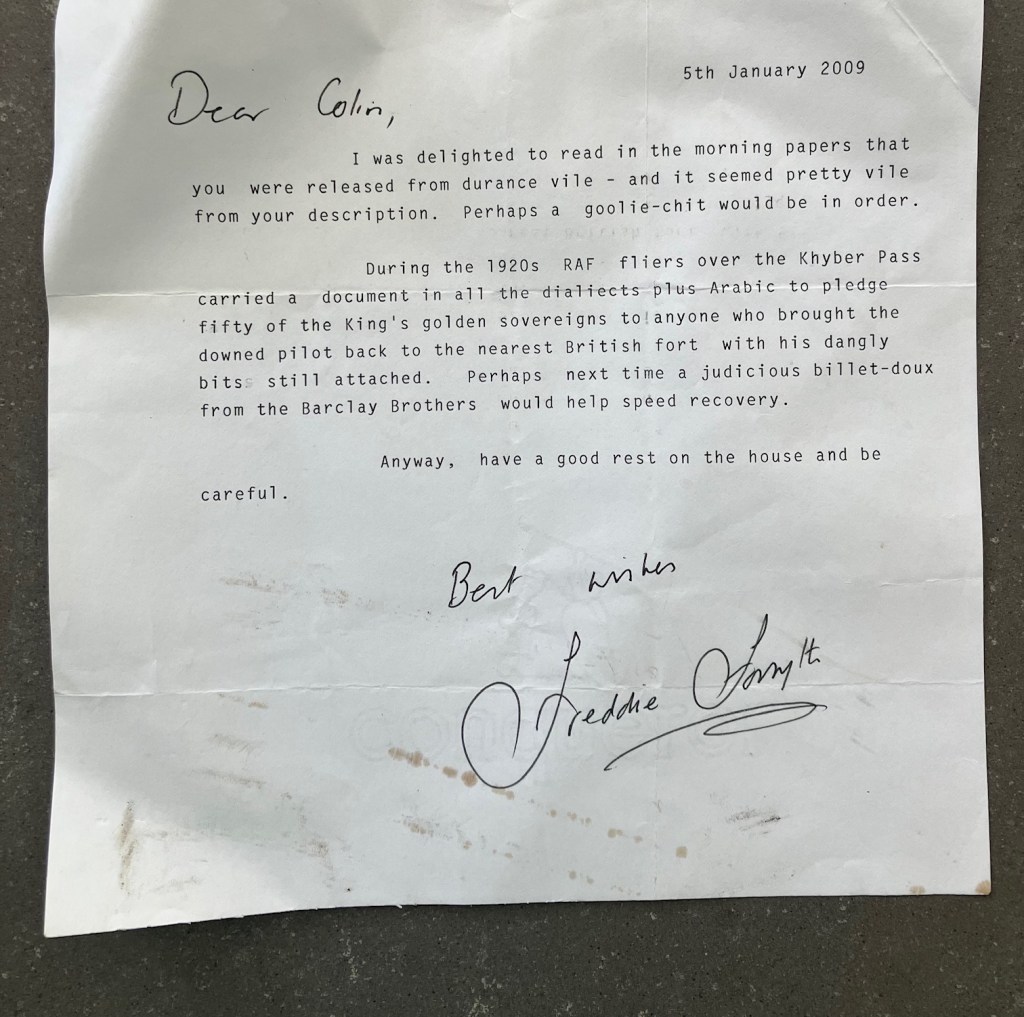 5th January 2009
Dear Colin,
I was delighted to read in the morning papers that
you were released from durance vile - and it seemed pretty vile
from your description. Perhaps a goolie-chit would be in order.
During the 1920s RAF fliers over the Khyber Pass
carried a document in all the dialiects plus Arabic to pledge
fifty of the King's golden sovereigns to anyone who brought the
downed pilot back to the nearest British fort with his dangly
bits still attached. Perhaps next time a judicious billet-doux
from the Barclay Brothers would help speed recovery.
Anyway, have a good rest on the house and be
careful.
Best wishes
Freddie Forsyth